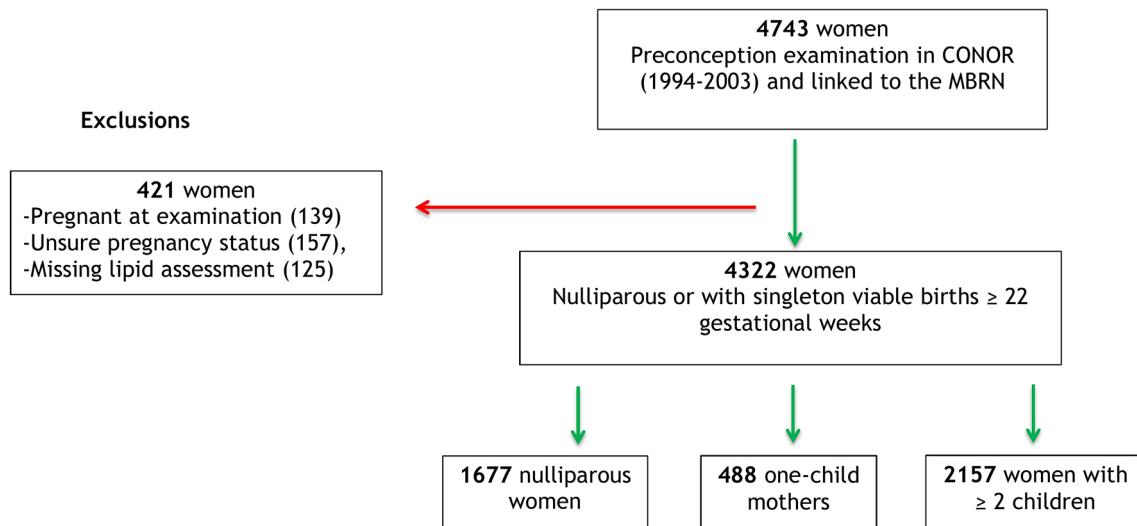 4743 women
Preconception examination in CONOR
(1994-2003) and linked to the MBRN
Exclusions
421 women
-Pregnant at examination (139)
-Unsure pregnancy status (157),
-Missing lipid assessment (125)
4322 women
Nulliparous or with singleton viable births ≥ 22
gestational weeks
1677 nulliparous
women
488 one-child
mothers
2157 women with
≥ 2 children